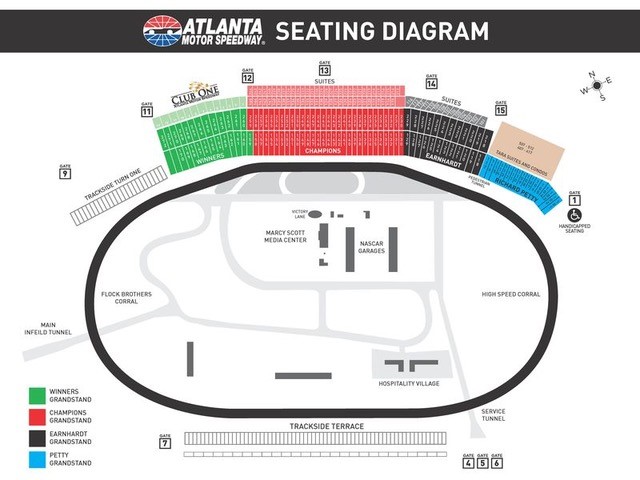 ATLANTA
MOTOR SPEEDWAY
SEATING DIAGRAM
N
W
E
S
GATE
12
GATE
13
SUITES
GATE
14
SUITES
GATE
15
CLUB ONE
GATE
11
GATE
9
TRACKSIDE TURN ONE
WINNERS
CHAMPIONS
EARNHARDT
TARA SUITES AND CONDOS
PEDESTRIAN
TUNNEL
RICHARD PETTY
GATE
1
HANDICAPPED
SEATING
VICTORY
LANE
MARCY SCOTT
MEDIA CENTER
NASCAR
GARAGES
FLOCK BROTHERS
CORRAL
HIGH SPEED CORRAL
MAIN
INFEILD TUNNEL
HOSPITALITY VILLAGE
SERVICE
TUNNEL
WINNERS
GRANDSTAND
CHAMPIONS
GRANDSTAND
EARNHARDT
GRANDSTAND
PETTY
GRANDSTAND
TRACKSIDE TERRACE
GATE
7
GATE
4 5 6